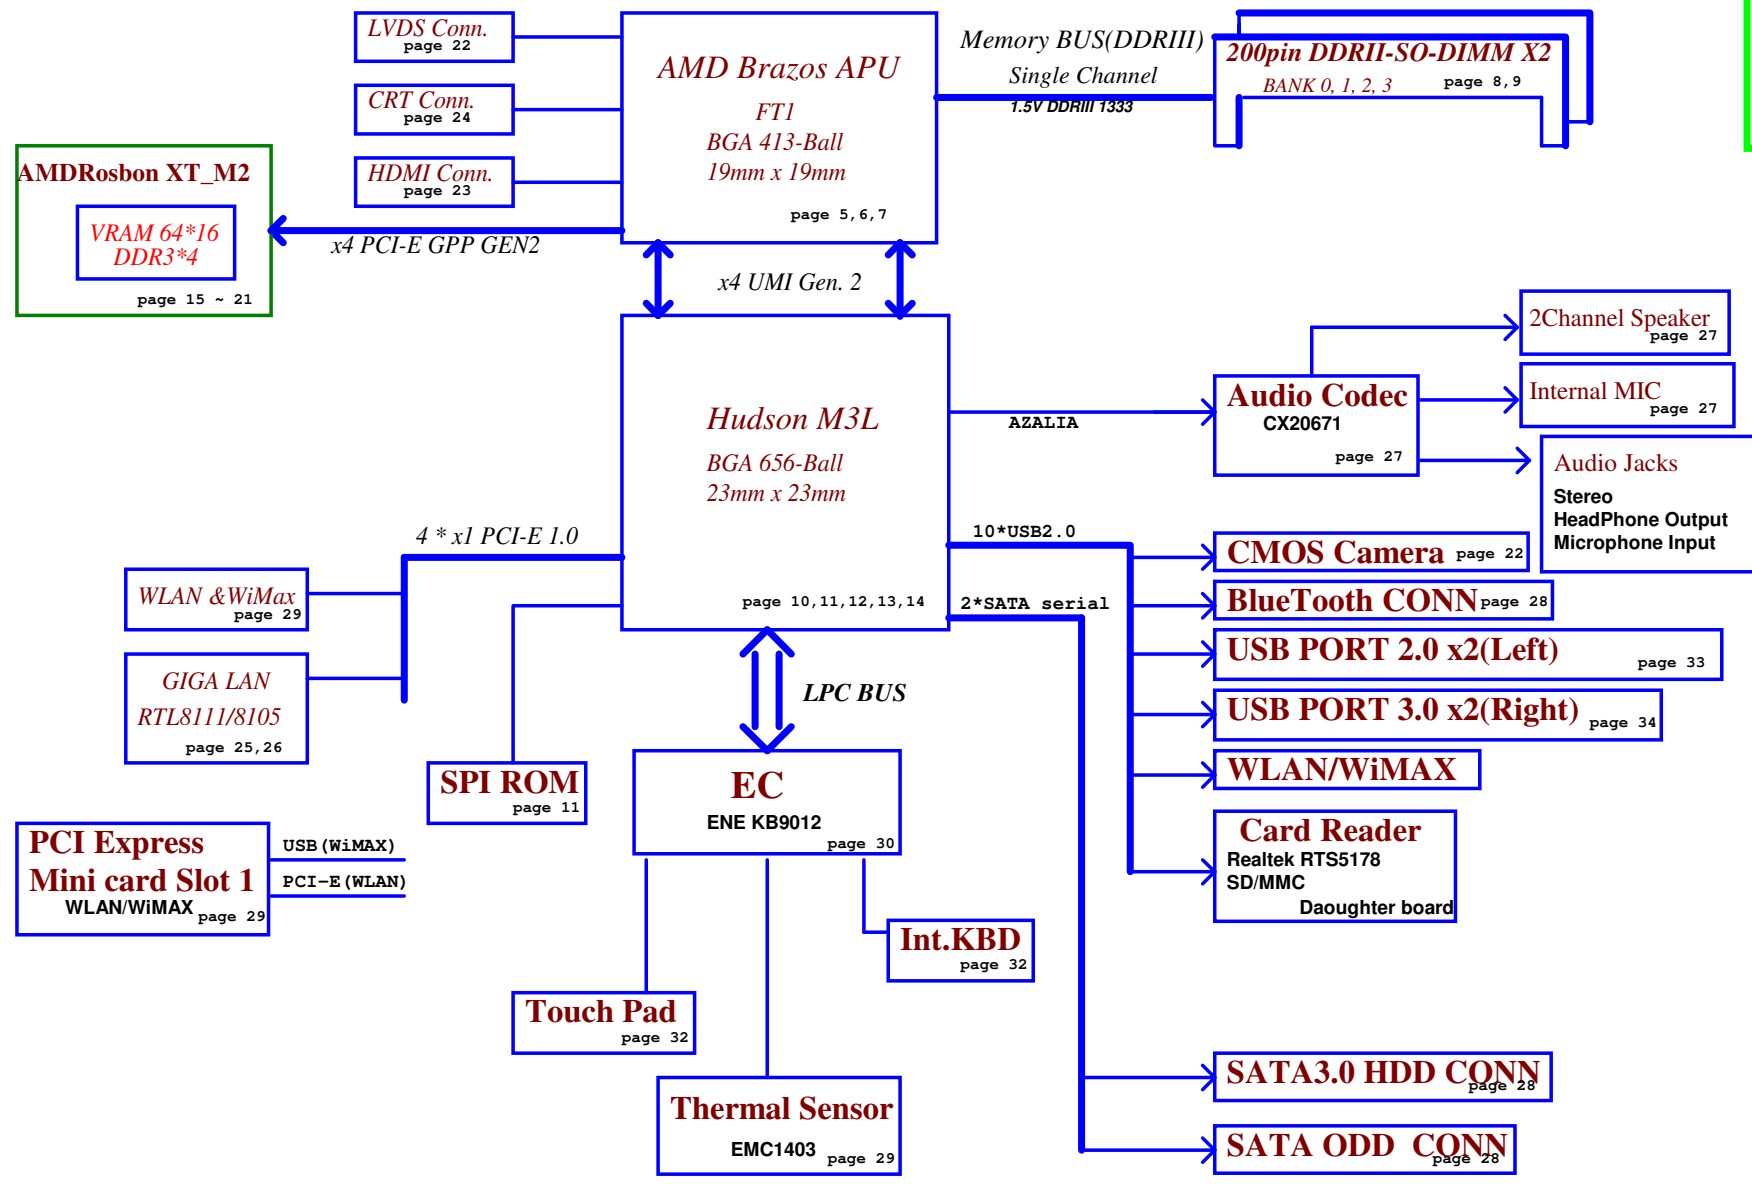 LVDS Conn.
page 22
CRT Conn.
page 24
HDMI Conn.
page 23
AMD Brazos APU
FT1
BGA 413-Ball
19mm x 19mm
page 5,6,7
Memory BUS(DDRIII)
Single Channel
1.5V DDRIII 1333
200pin DDRII-SO-DIMM X2
BANK 0, 1, 2, 3
page 8,9
AMDRosbon XT_M2
VRAM 64*16
DDR3*4
page 15 ~ 21
x4 PCI-E GPP GEN2
x4 UMI Gen. 2
Hudson M3L
BGA 656-Ball
23mm x 23mm
page 10,11,12,13,14
AZALIA
Audio Codec
CX20671
page 27
2Channel Speaker
page 27
Internal MIC
page 27
Audio Jacks
Stereo
HeadPhone Output
Microphone Input
4 * x1 PCI-E 1.0
WLAN &WiMax
page 29
GIGA LAN
RTL8111/8105
page 25,26
10*USB2.0
2*SATA serial
CMOS Camera page 22
BlueTooth CONN page 28
USB PORT 2.0 x2(Left) page 33
USB PORT 3.0 x2(Right) page 34
WLAN/WiMAX
Card Reader
Realtek RTS5178
SD/MMC
Daoughter board
LPC BUS
SPI ROM
page 11
EC
ENE KB9012
page 30
PCI Express
Mini card Slot 1
WLAN/WiMAX
page 29
USB(WiMAX)
PCI-E(WLAN)
Int.KBD
page 32
Touch Pad
page 32
Thermal Sensor
EMC1403
page 29
SATA3.0 HDD CONN
page 28
SATA ODD CONN
page 28